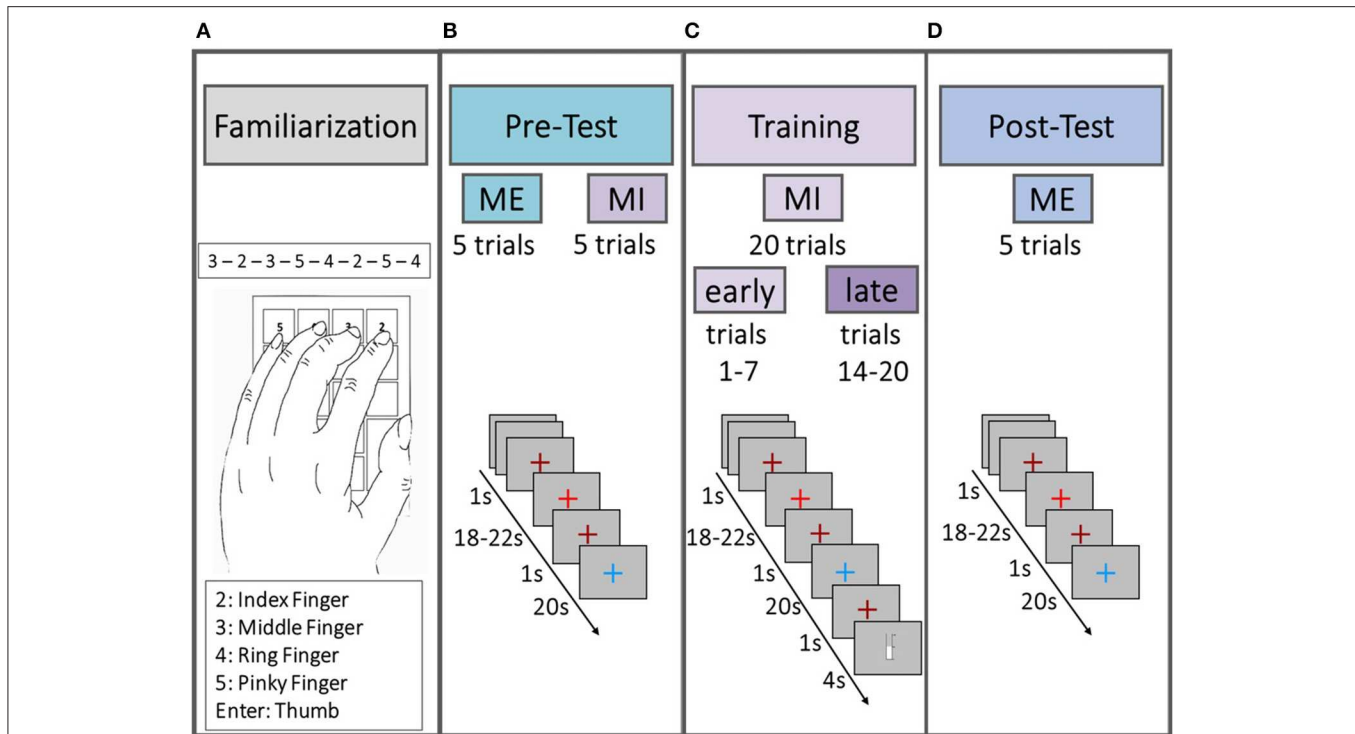 A
B
C
D
Familiarization
3 – 2 – 3 – 5 – 4 – 2 – 5 – 4
5 3 2
2: Index Finger
3: Middle Finger
4: Ring Finger
5: Pinky Finger
Enter: Thumb
Pre-Test
ME MI
5 trials 5 trials
1s
18-22s
1s
20s
Training
MI
20 trials
early late
trials trials
1-7 14-20
1s
18-22s
1s
20s
1s
4s
Post-Test
ME
5 trials
1s
18-22s
1s
20s